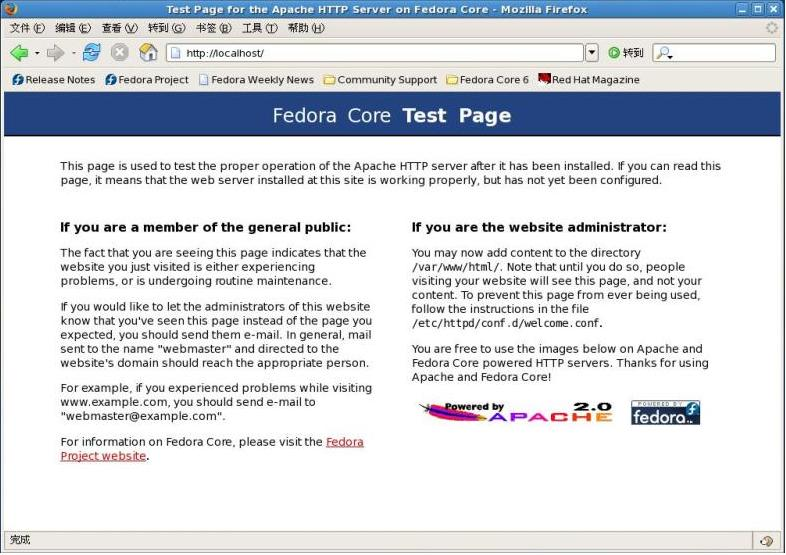 Test Page for the Apache HTTP Server on Fedora Core - Mozilla Firefox
文件(F) 编辑(E) 查看(V) 转到(G) 书签(B) 工具(T) 帮助(H)
http://localhost/ 转到
Release Notes Fedora Project Fedora Weekly News Community Support Fedora Core 6 Red Hat Magazine
Fedora Core Test Page
This page is used to test the proper operation of the Apache HTTP server after it has been installed. If you can read this
page, it means that the web server installed at this site is working properly, but has not yet been configured.
If you are a member of the general public:
The fact that you are seeing this page indicates that the
website you just visited is either experiencing
problems, or is undergoing routine maintenance.
If you would like to let the administrators of this website
know that you've seen this page instead of the page you
expected, you should send them e-mail. In general, mail
sent to the name "webmaster" and directed to the
website's domain should reach the appropriate person.
For example, if you experienced problems while visiting
www.example.com, you should send e-mail to
"webmaster@example.com".
For information on Fedora Core, please visit the Fedora
Project website.
If you are the website administrator:
You may now add content to the directory
/var/www/html/. Note that until you do so, people
visiting your website will see this page, and not your
content. To prevent this page from ever being used,
follow the instructions in the file
/etc/httpd/conf.d/welcome.conf.
You are free to use the images below on Apache and
Fedora Core powered HTTP servers. Thanks for using
Apache and Fedora Core!
Powered by 2.0
APACHE
POWERED BY
fedora
完成